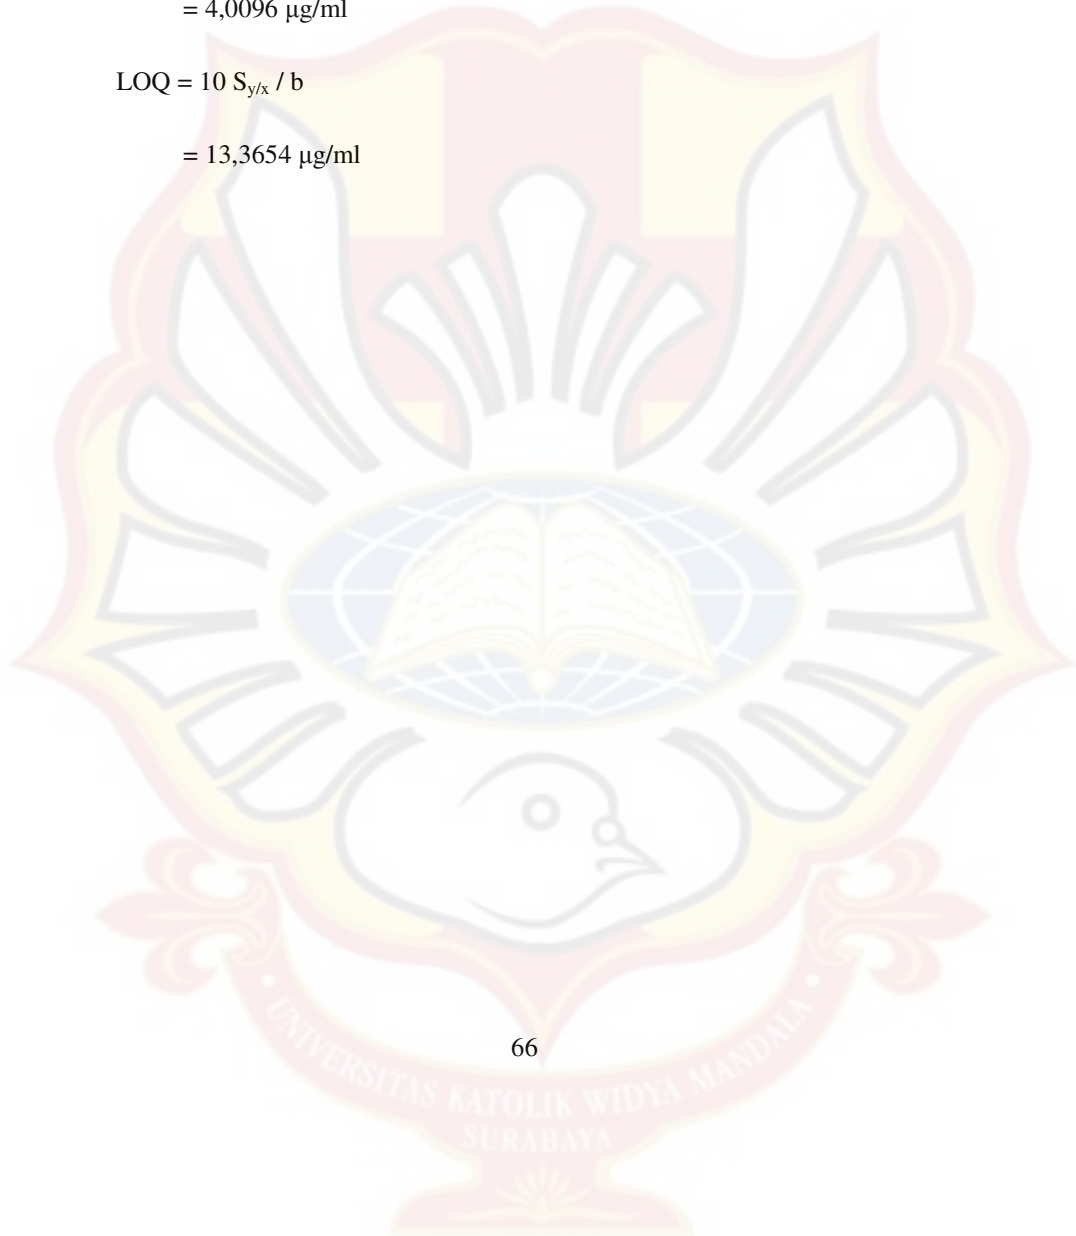 = 4,0096 µg/ml
LOQ = 10 Sy/x / b
= 13,3654 µg/ml
66
UNIVERSITAS KATOLIK WIDYA MANDALA
SURABAYA